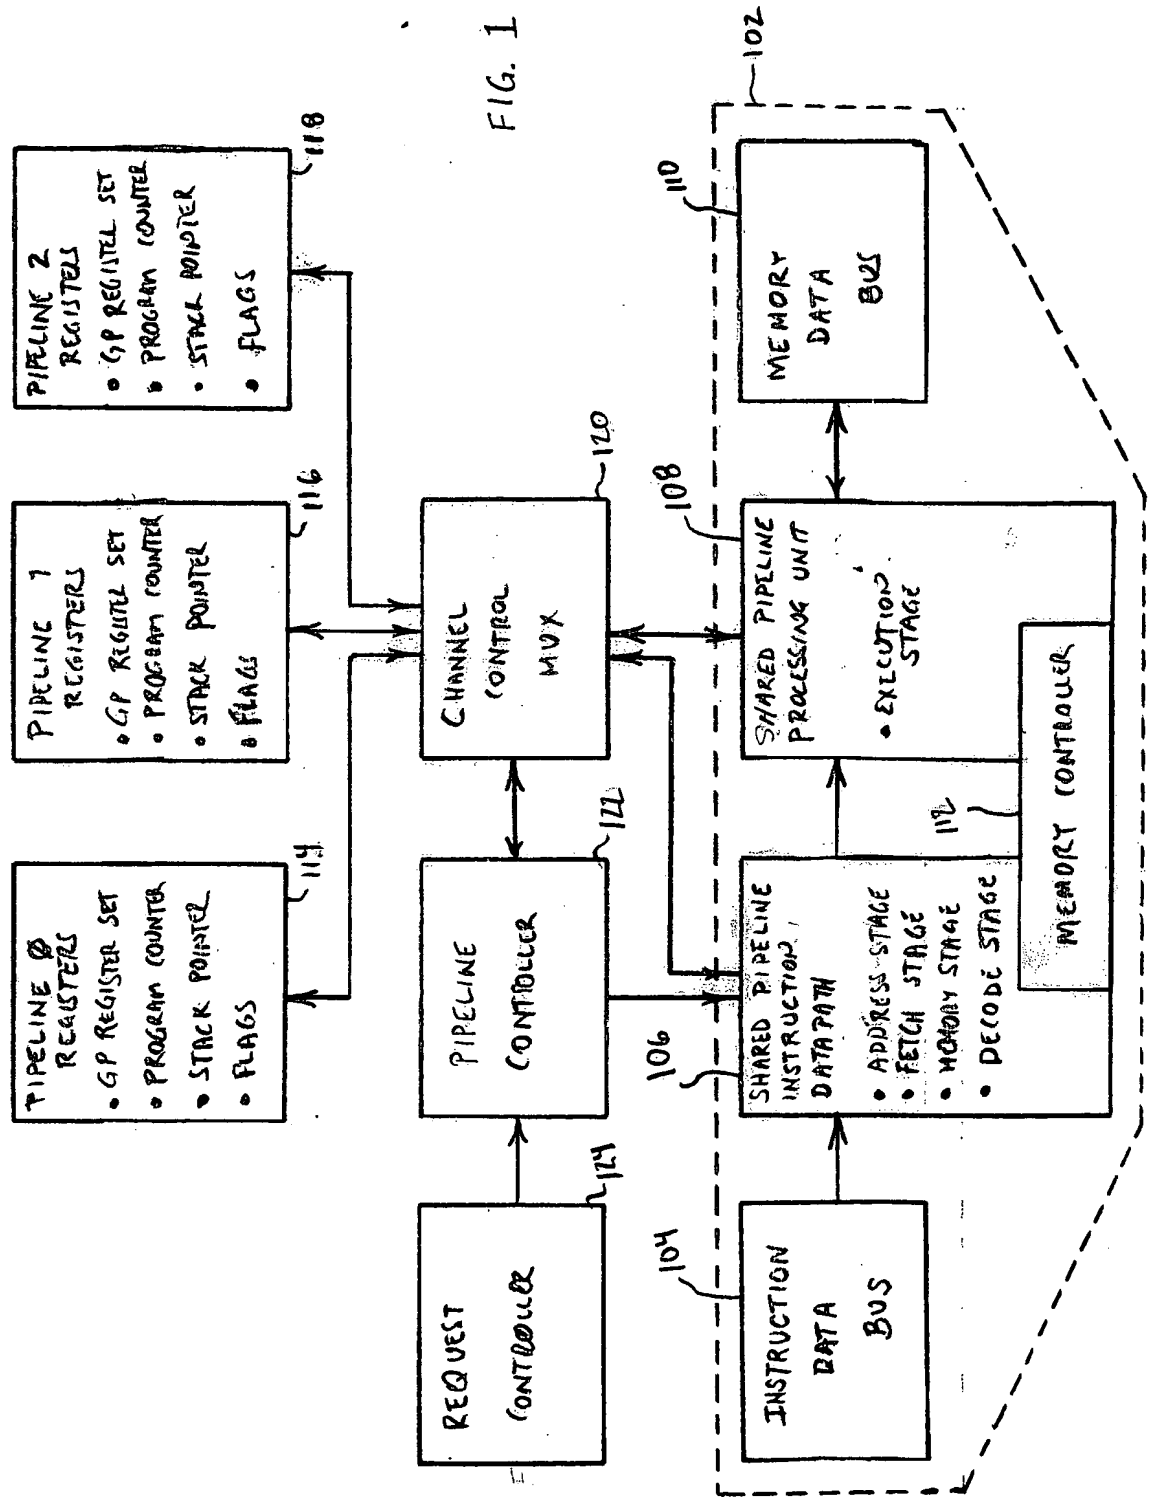 PIPELINE Ø
REGISTERS
• GP REGISTER SET
• PROGRAM COUNTER
• STACK POINTER
• FLAGS
114
PIPELINE 1
REGISTERS
• GP REGISTER SET
• PROGRAM COUNTER
• STACK POINTER
• FLAGS
116
PIPELINE 2
REGISTERS
• GP REGISTER SET
• PROGRAM COUNTER
• STACK POINTER
• FLAGS
118
REQUEST
CONTROLLER
124
PIPELINE
CONTROLLER
122
CHANNEL
CONTROL
MUX
120
FIG. 1
104
INSTRUCTION
DATA
BUS
106
SHARED PIPELINE
INSTRUCTION
DATAPATH
• ADDRESS STAGE
• FETCH STAGE
• MEMORY STAGE
• DECODE STAGE
108
SHARED PIPELINE
PROCESSING UNIT
• EXECUTION
STAGE
110
MEMORY
DATA
BUS
102
112
MEMORY CONTROLLER